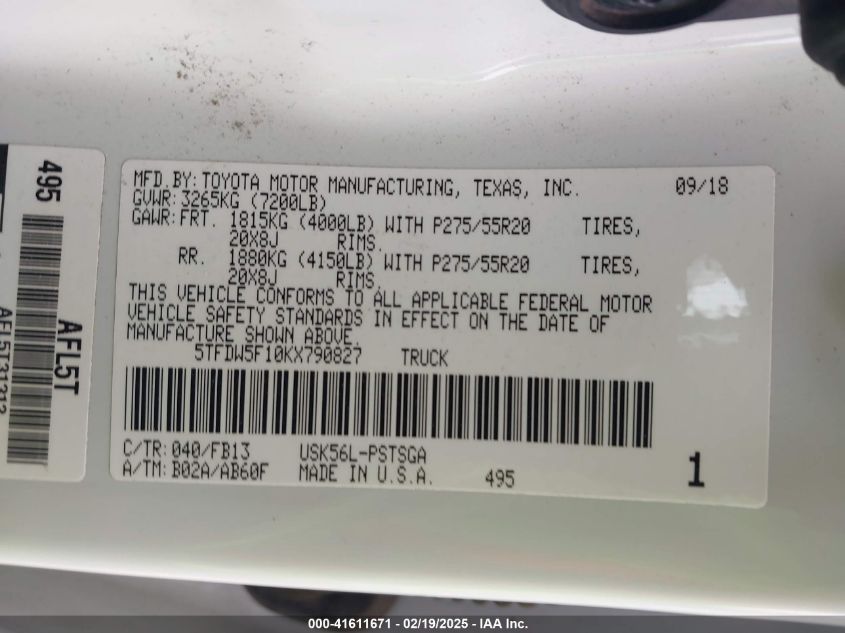 MFD.BY:TOYOTA MOTOR MANUFACTURING, TEXAS, INC. 09/18
GVWR:3265KG (7200LB)
GAWR:FRT. 1815KG (4000LB) WITH P275/55R20 TIRES,
20X8J RIMS.
RR. 1880KG (4150LB) WITH P275/55R20 TIRES,
20X8J RIMS.
THIS VEHICLE CONFORMS TO ALL APPLICABLE FEDERAL MOTOR
VEHICLE SAFETY STANDARDS IN EFFECT ON THE DATE OF
MANUFACTURE SHOWN ABOVE.
5TFDW5F10KX790827 TRUCK
C/TR:040/FB13 USK56L-PSTSGA
A/TM:B02A/AB60F MADE IN U.S.A. 495 1
495
AFL5T
AFL5T31313
000-41611671 - 02/19/2025 - IAA Inc.